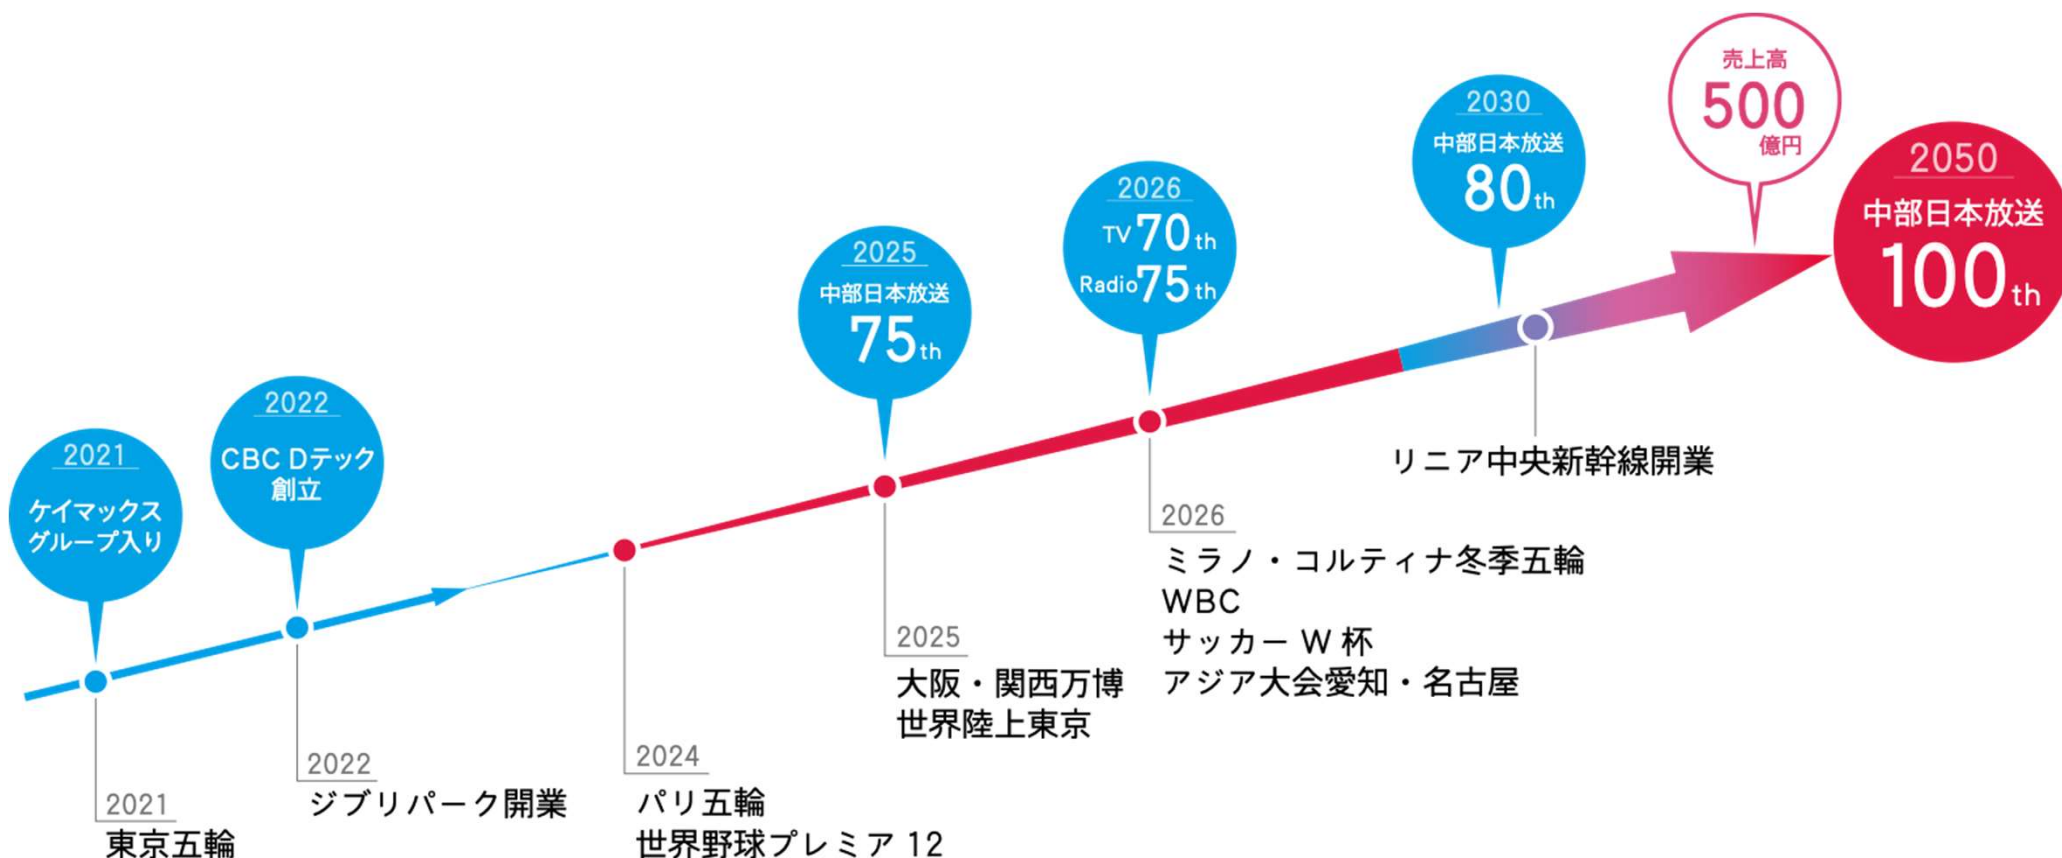 2021
ケイマックス
グループ入り
2022
CBC Dテック
創立
2025
中部日本放送
75th
2026
TV 70th
Radio 75th
2030
中部日本放送
80th
売上高
500
億円
2050
中部日本放送
100th
2021
東京五輪
2022
ジブリパーク開業
2024
パリ五輪
世界野球プレミア 12
2025
大阪・関西万博
世界陸上東京
2026
ミラノ・コルティナ冬季五輪
WBC
サッカー W 杯
アジア大会愛知・名古屋
リニア中央新幹線開業